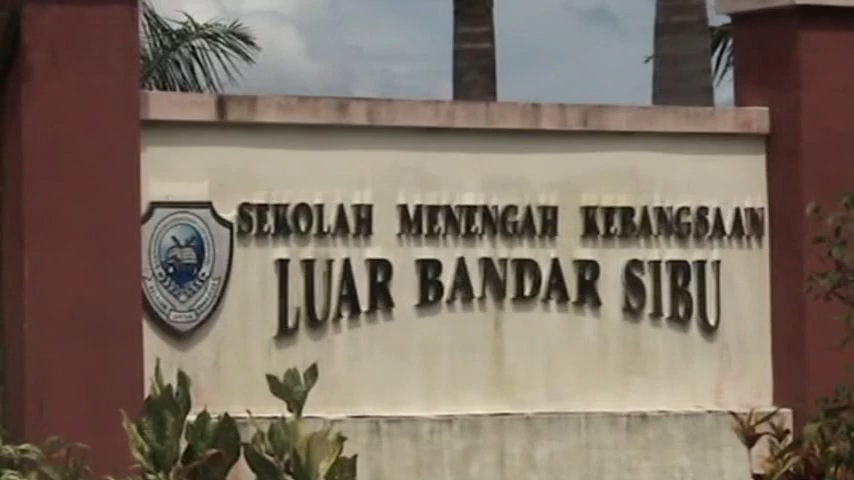 SEKOLAH MENENGAH KEBANGSAAN
LUAR BANDAR SIBU